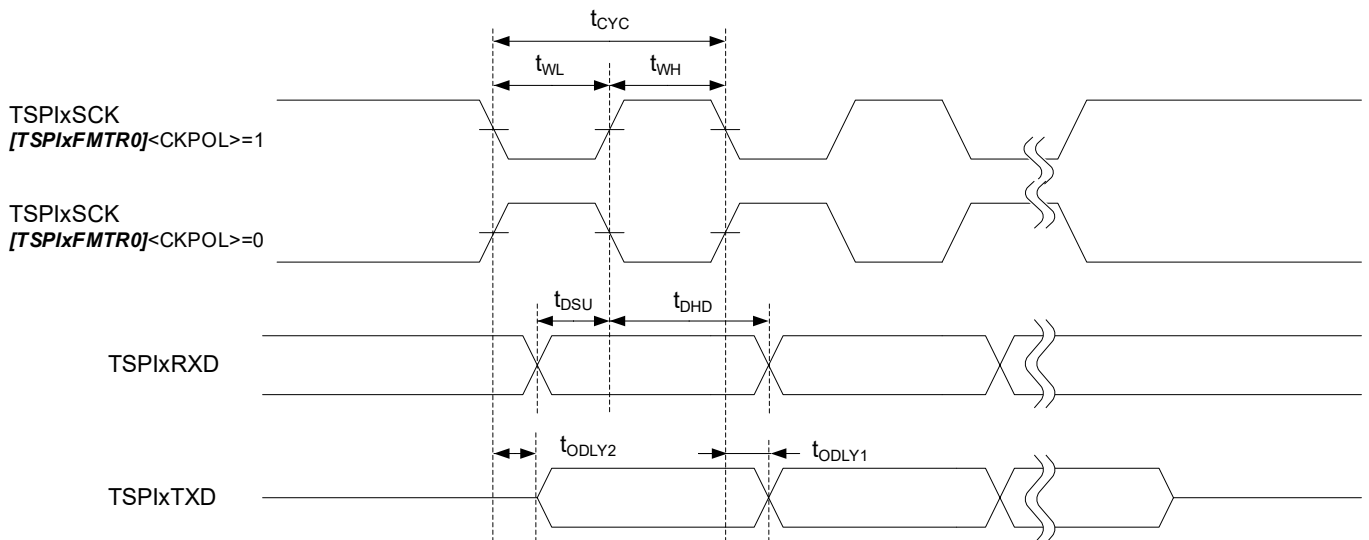 tCYC
tWL
tWH
TSPIxSCK
[TSPIxFMTR0]<CKPOL>=1
TSPIxSCK
[TSPIxFMTR0]<CKPOL>=0
tDSU
tDHD
TSPIxRXD
tODLY2
tODLY1
TSPIxTXD